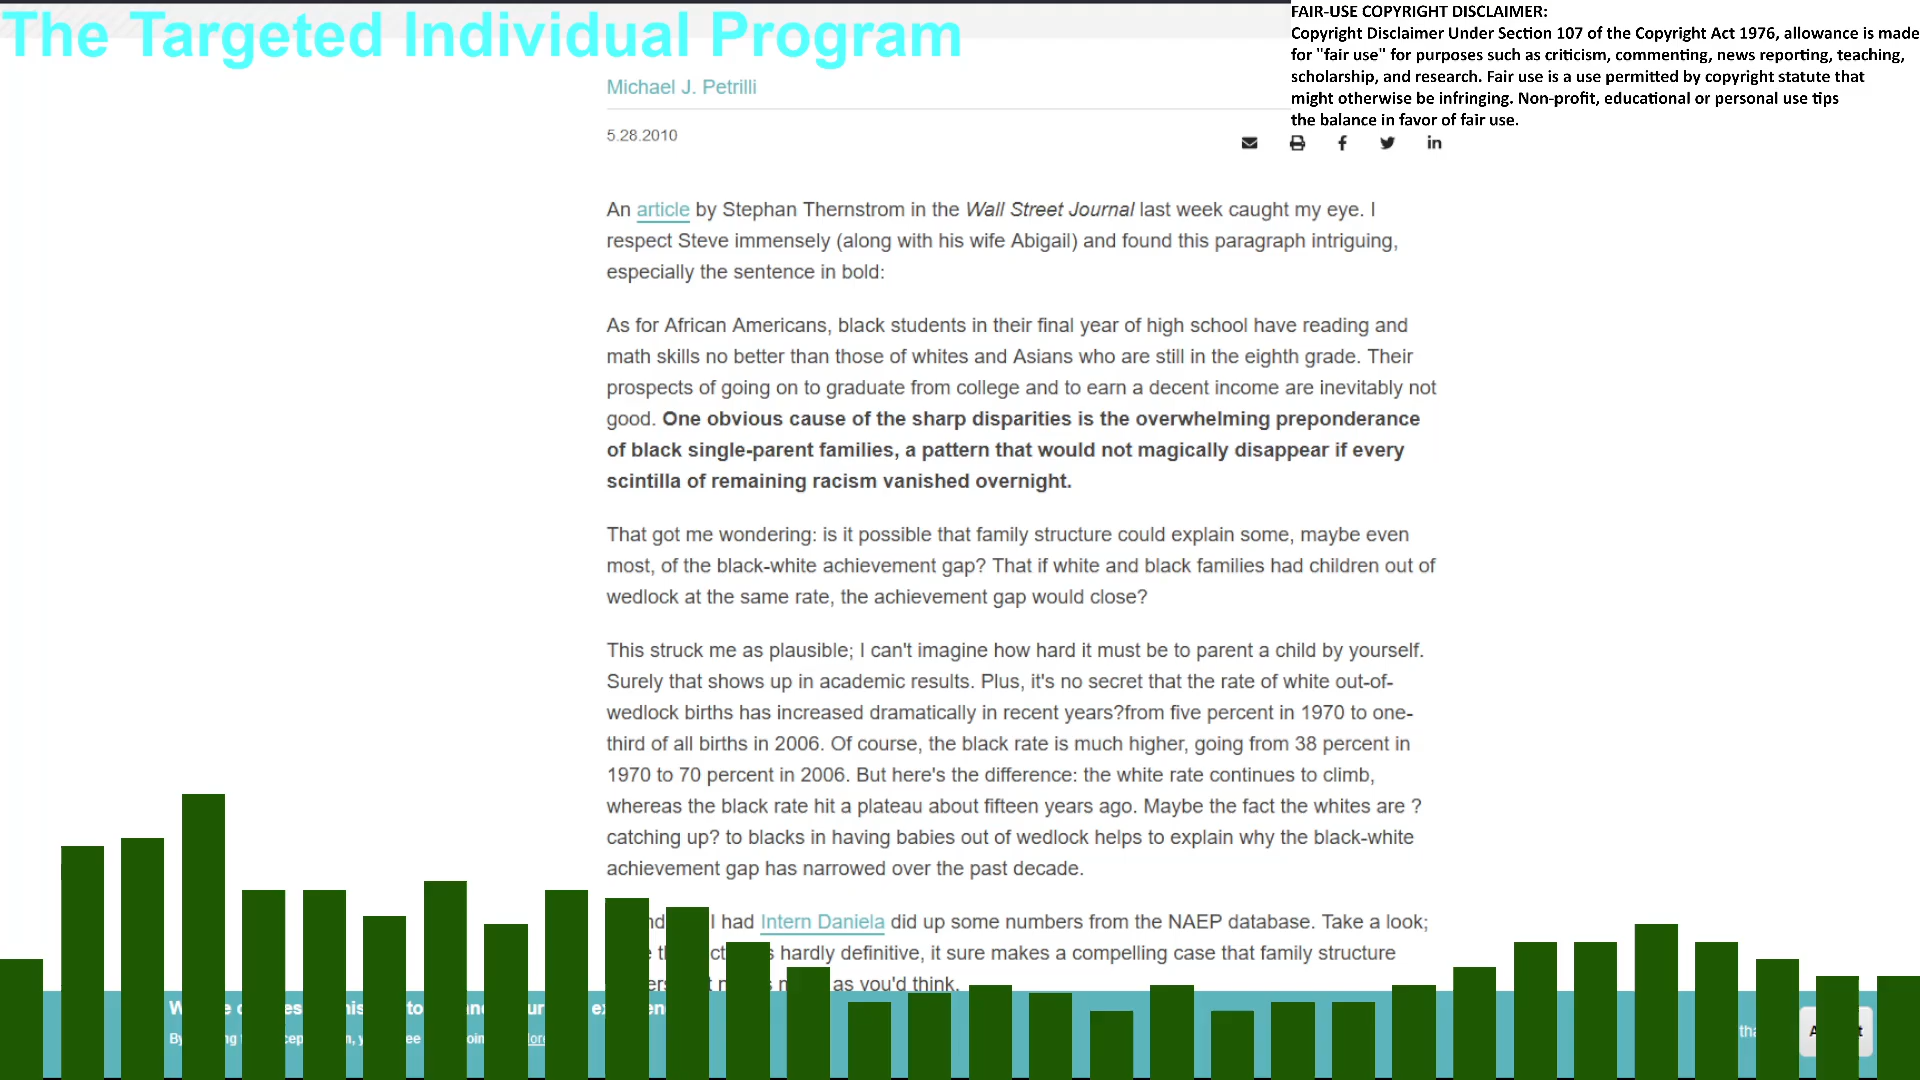 The Targeted Individual Program
FAIR-USE COPYRIGHT DISCLAIMER:
Copyright Disclaimer Under Section 107 of the Copyright Act 1976, allowance is made
for "fair use" for purposes such as criticism, commenting, news reporting, teaching,
scholarship, and research. Fair use is a use permitted by copyright statute that
might otherwise be infringing. Non-profit, educational or personal use tips
the balance in favor of fair use.
Michael J. Petrilli
5.28.2010
An article by Stephan Thernstrom in the Wall Street Journal last week caught my eye. I
respect Steve immensely (along with his wife Abigail) and found this paragraph intriguing,
especially the sentence in bold:
As for African Americans, black students in their final year of high school have reading and
math skills no better than those of whites and Asians who are still in the eighth grade. Their
prospects of going on to graduate from college and to earn a decent income are inevitably not
good. One obvious cause of the sharp disparities is the overwhelming preponderance
of black single-parent families, a pattern that would not magically disappear if every
scintilla of remaining racism vanished overnight.
That got me wondering: is it possible that family structure could explain some, maybe even
most, of the black-white achievement gap? That if white and black families had children out of
wedlock at the same rate, the achievement gap would close?
This struck me as plausible; I can't imagine how hard it must be to parent a child by yourself.
Surely that shows up in academic results. Plus, it's no secret that the rate of white out-of-
wedlock births has increased dramatically in recent years?from five percent in 1970 to one-
third of all births in 2006. Of course, the black rate is much higher, going from 38 percent in
1970 to 70 percent in 2006. But here's the difference: the white rate continues to climb,
whereas the black rate hit a plateau about fifteen years ago. Maybe the fact the whites are ?
catching up? to blacks in having babies out of wedlock helps to explain why the black-white
achievement gap has narrowed over the past decade.
I had Intern Daniela did up some numbers from the NAEP database. Take a look;
hardly definitive, it sure makes a compelling case that family structure
as you'd think.